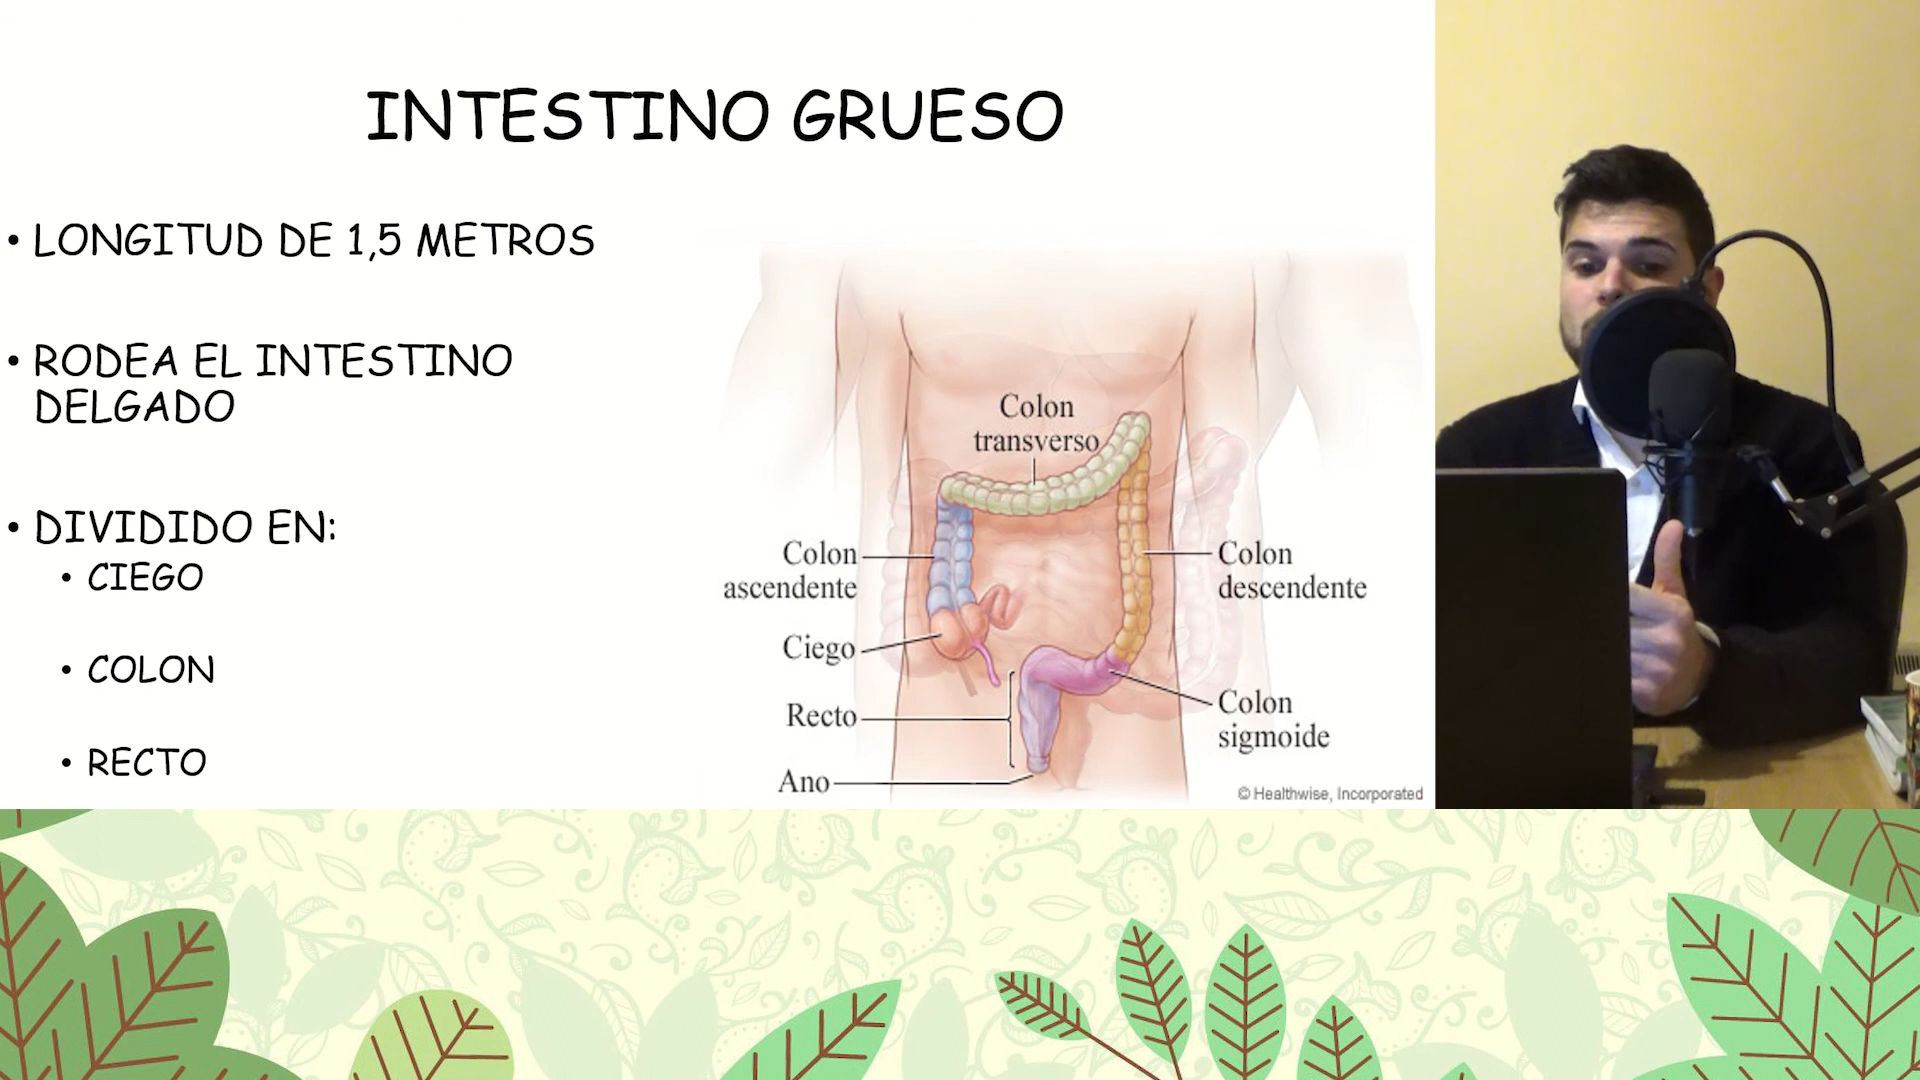 INTESTINO GRUESO
• LONGITUD DE 1,5 METROS
• RODEA EL INTESTINO
DELGADO
• DIVIDIDO EN:
• CIEGO
• COLON
• RECTO
Colon
transverso
Colon
ascendente
Ciego
Recto
Ano
Colon
descendente
Colon
sigmoide
© Healthwise, Incorporated